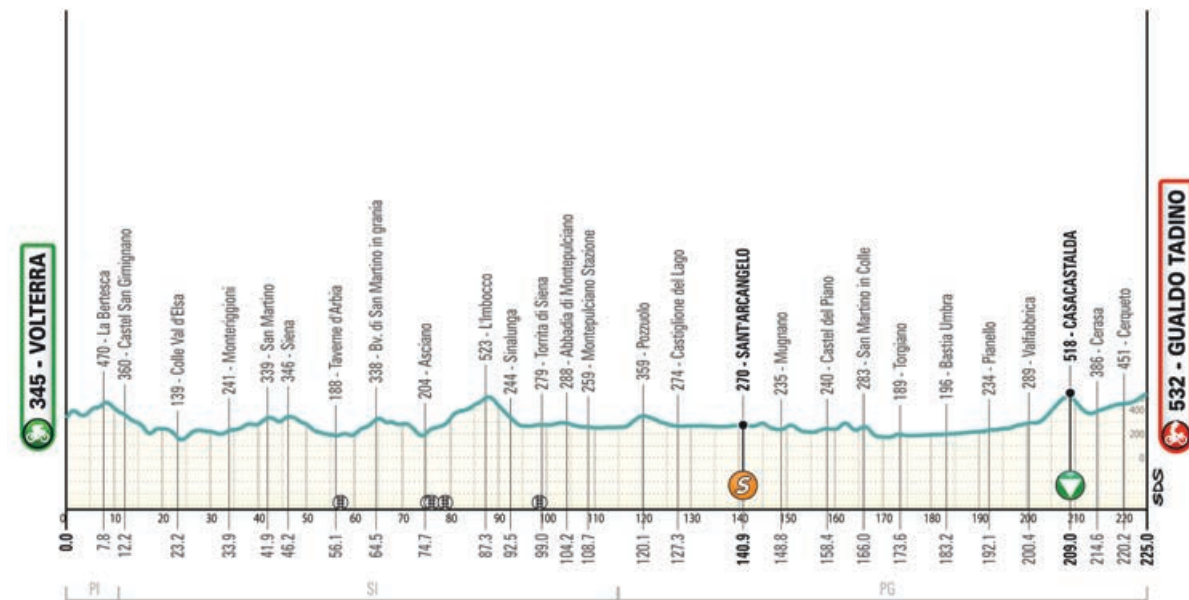 345 - VOLTERRA
470 - La Bertesca
360 - Castel San Gimignano
139 - Colle Val d'Elsa
241 - Monteriggioni
339 - San Martino
346 - Siena
188 - Taverne d'Arbia
338 - Bv. di San Martino in grania
204 - Asciano
523 - L'Imbocco
244 - Sinalunga
279 - Torrita di Siena
288 - Abbadia di Montepulciano
259 - Montepulciano Stazione
359 - Pozzuolo
274 - Castiglione del Lago
270 - SANT'ARCANGELO
235 - Mugnano
240 - Castel del Piano
283 - San Martino in Colle
189 - Torgiano
196 - Bastia Umbra
234 - Pianello
289 - Valfabbrica
518 - CASACASTALDA
386 - Cerasa
451 - Cerqueto
532 - GUALDO TADINO
400
200
0
S
SDS
0 10 20 30 40 50 60 70 80 90 100 110 120 130 140 150 160 170 180 190 200 210 220
0.0 7.8 12.2 23.2 33.9 41.9 46.2 56.1 64.5 74.7 87.3 92.5 99.0 104.2 108.7 120.1 127.3 140.9 148.8 158.4 166.0 173.6 183.2 192.1 200.4 209.0 214.6 220.2 225.0
PI SI PG